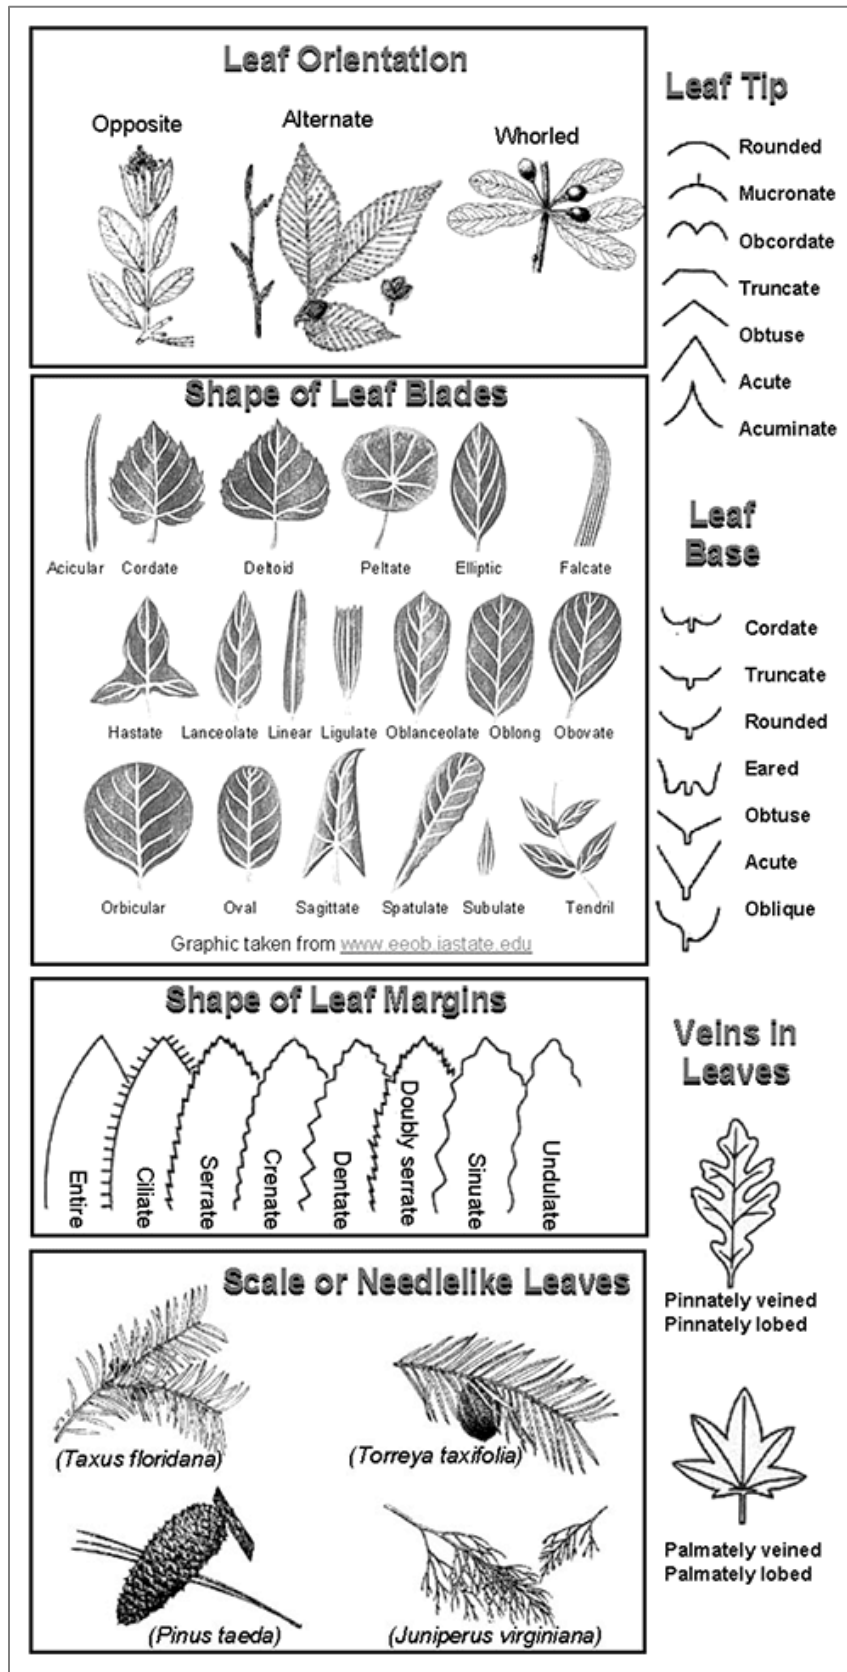 Leaf Orientation
Opposite
Alternate
Whorled
Shape of Leaf Blades
Acicular Cordate Deltoid Peltate Elliptic Falcate
Hastate Lanceolate Linear Ligulate Oblanceolate Oblong Obovate
Orbicular Oval Sagittate Spatulate Subulate Tendril
Graphic taken from www.eeob.iastate.edu
Shape of Leaf Margins
Entire
Ciliate
Serrate
Crenate
Dentate
Doubly serrate
Sinuate
Undulate
Scale or Needlelike Leaves
(Taxus floridana)
(Torreya taxifolia)
(Pinus taeda)
(Juniperus virginiana)
Leaf Tip
Rounded
Mucronate
Obcordate
Truncate
Obtuse
Acute
Acuminate
Leaf
Base
Cordate
Truncate
Rounded
Eared
Obtuse
Acute
Oblique
Veins in
Leaves
Pinnately veined
Pinnately lobed
Palmately veined
Palmately lobed